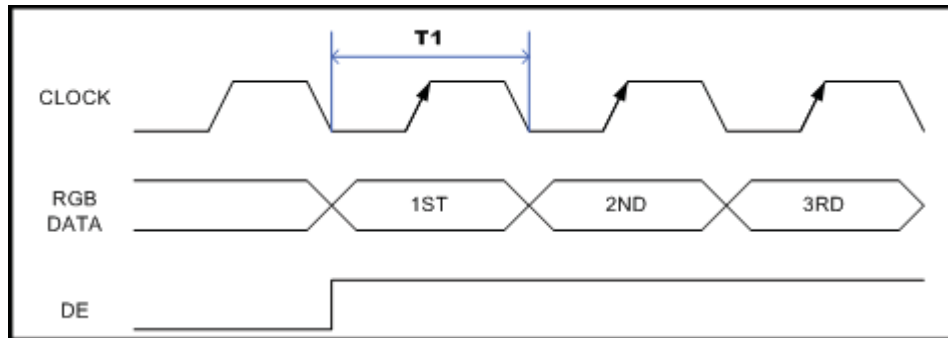 T1
CLOCK
RGB
DATA
1ST
2ND
3RD
DE